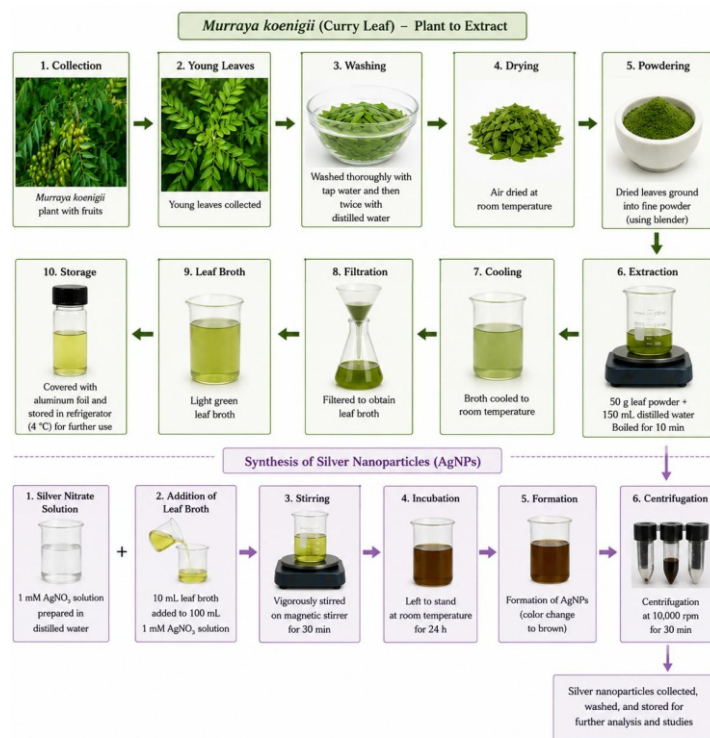 Murraya koenigii (Curry Leaf) – Plant to Extract
1. Collection
Murraya koenigii
plant with fruits
2. Young Leaves
Young leaves collected
3. Washing
Washed thoroughly with
tap water and then
twice with
distilled water
4. Drying
Air dried at
room temperature
5. Powdering
Dried leaves ground
into fine powder
(using blender)
10. Storage
Covered with
aluminum foil and
stored in refrigerator
(4 °C) for further use
9. Leaf Broth
Light green
leaf broth
8. Filtration
Filtered to obtain
leaf broth
7. Cooling
Broth cooled to
room temperature
6. Extraction
50 g leaf powder +
150 mL distilled water
Boiled for 10 min
Synthesis of Silver Nanoparticles (AgNPs)
1. Silver Nitrate
Solution
1 mM AgNO₃ solution
prepared in
distilled water
+
2. Addition of
Leaf Broth
10 mL leaf broth
added to 100 mL
1 mM AgNO₃ solution
3. Stirring
Vigorously stirred
on magnetic stirrer
for 30 min
4. Incubation
Left to stand
at room temperature
for 24 h
5. Formation
Formation of AgNPs
(color change
to brown)
6. Centrifugation
Centrifugation
at 10,000 rpm
for 30 min
Silver nanoparticles collected,
washed, and stored for
further analysis and studies